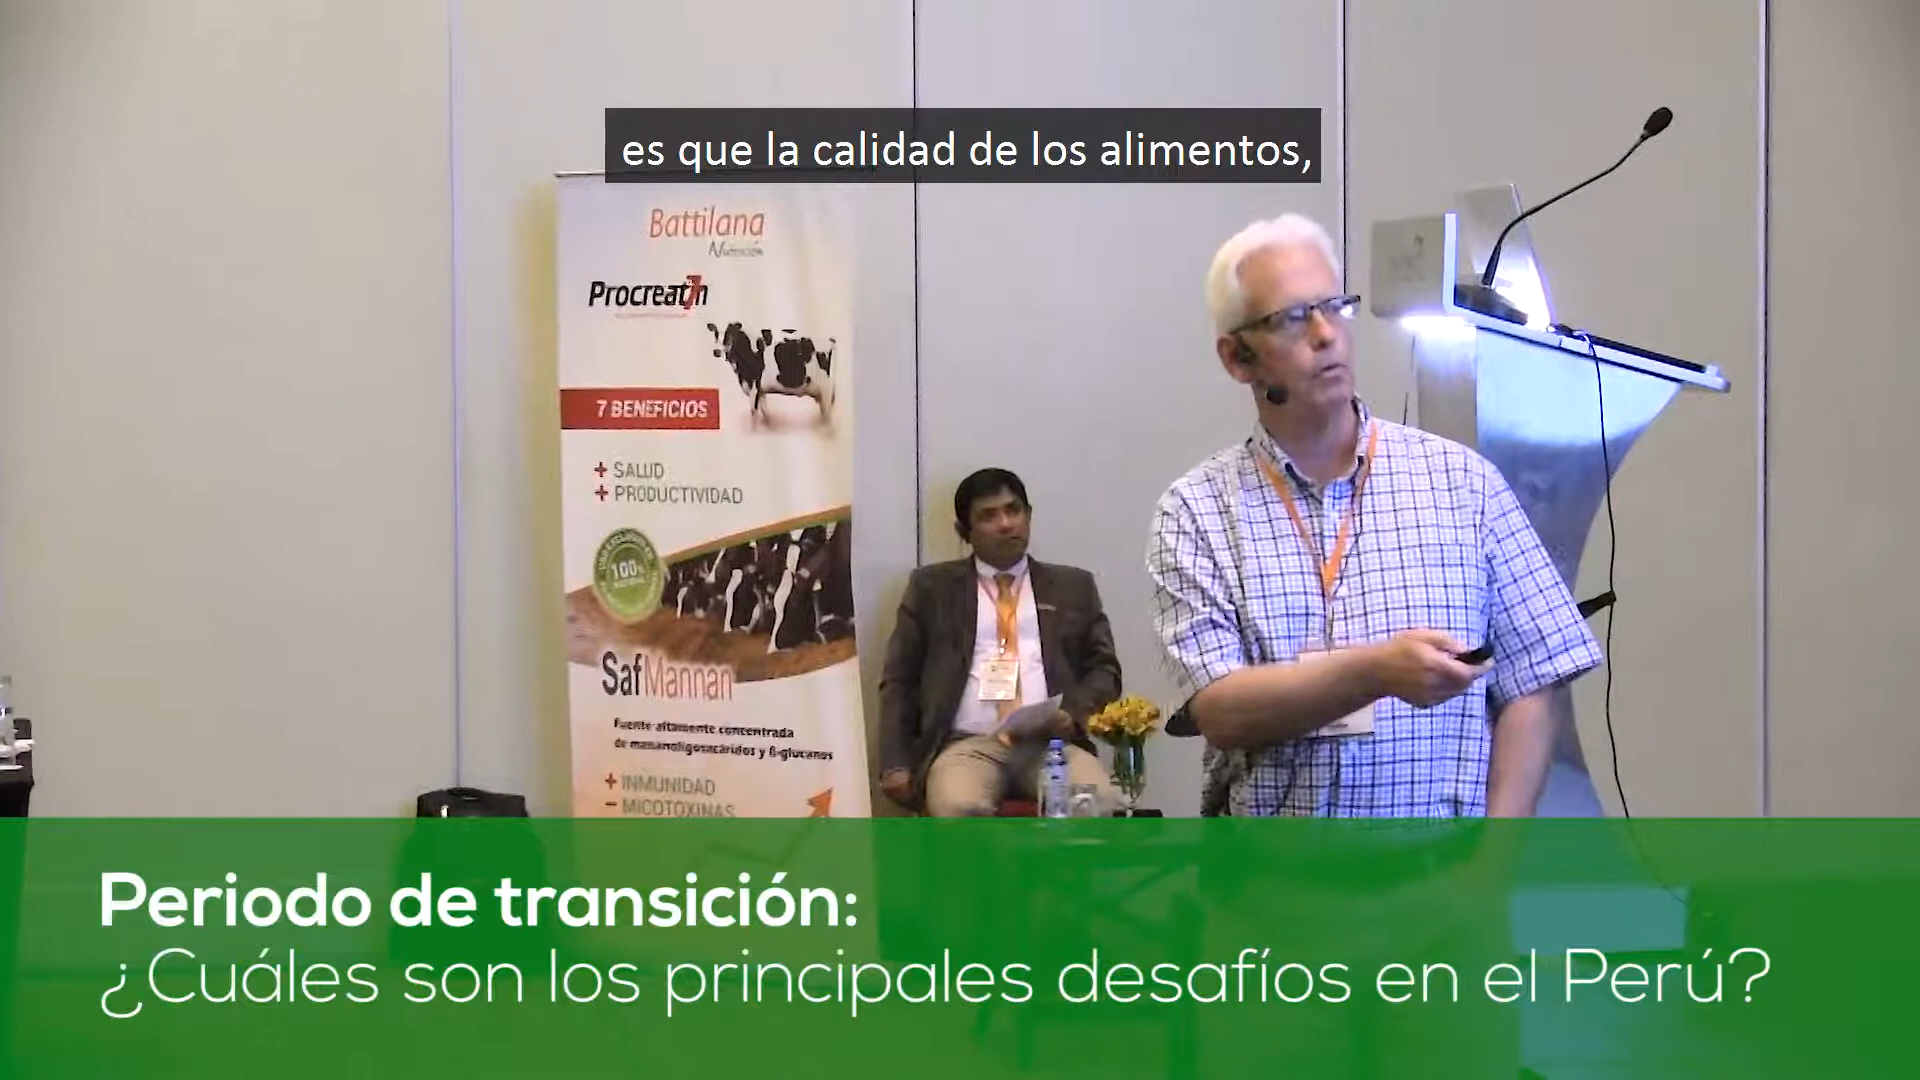 es que la calidad de los alimentos,
Battilana
Nutrición
Procreatin 7
7 BENEFICIOS
+ SALUD
+ PRODUCTIVIDAD
100%
SafMannan
Fuente altamente concentrada
de mananoligosacáridos y ß-glucanos
+ INMUNIDAD
− MICOTOXINAS
Periodo de transición:
¿Cuáles son los principales desafíos en el Perú?